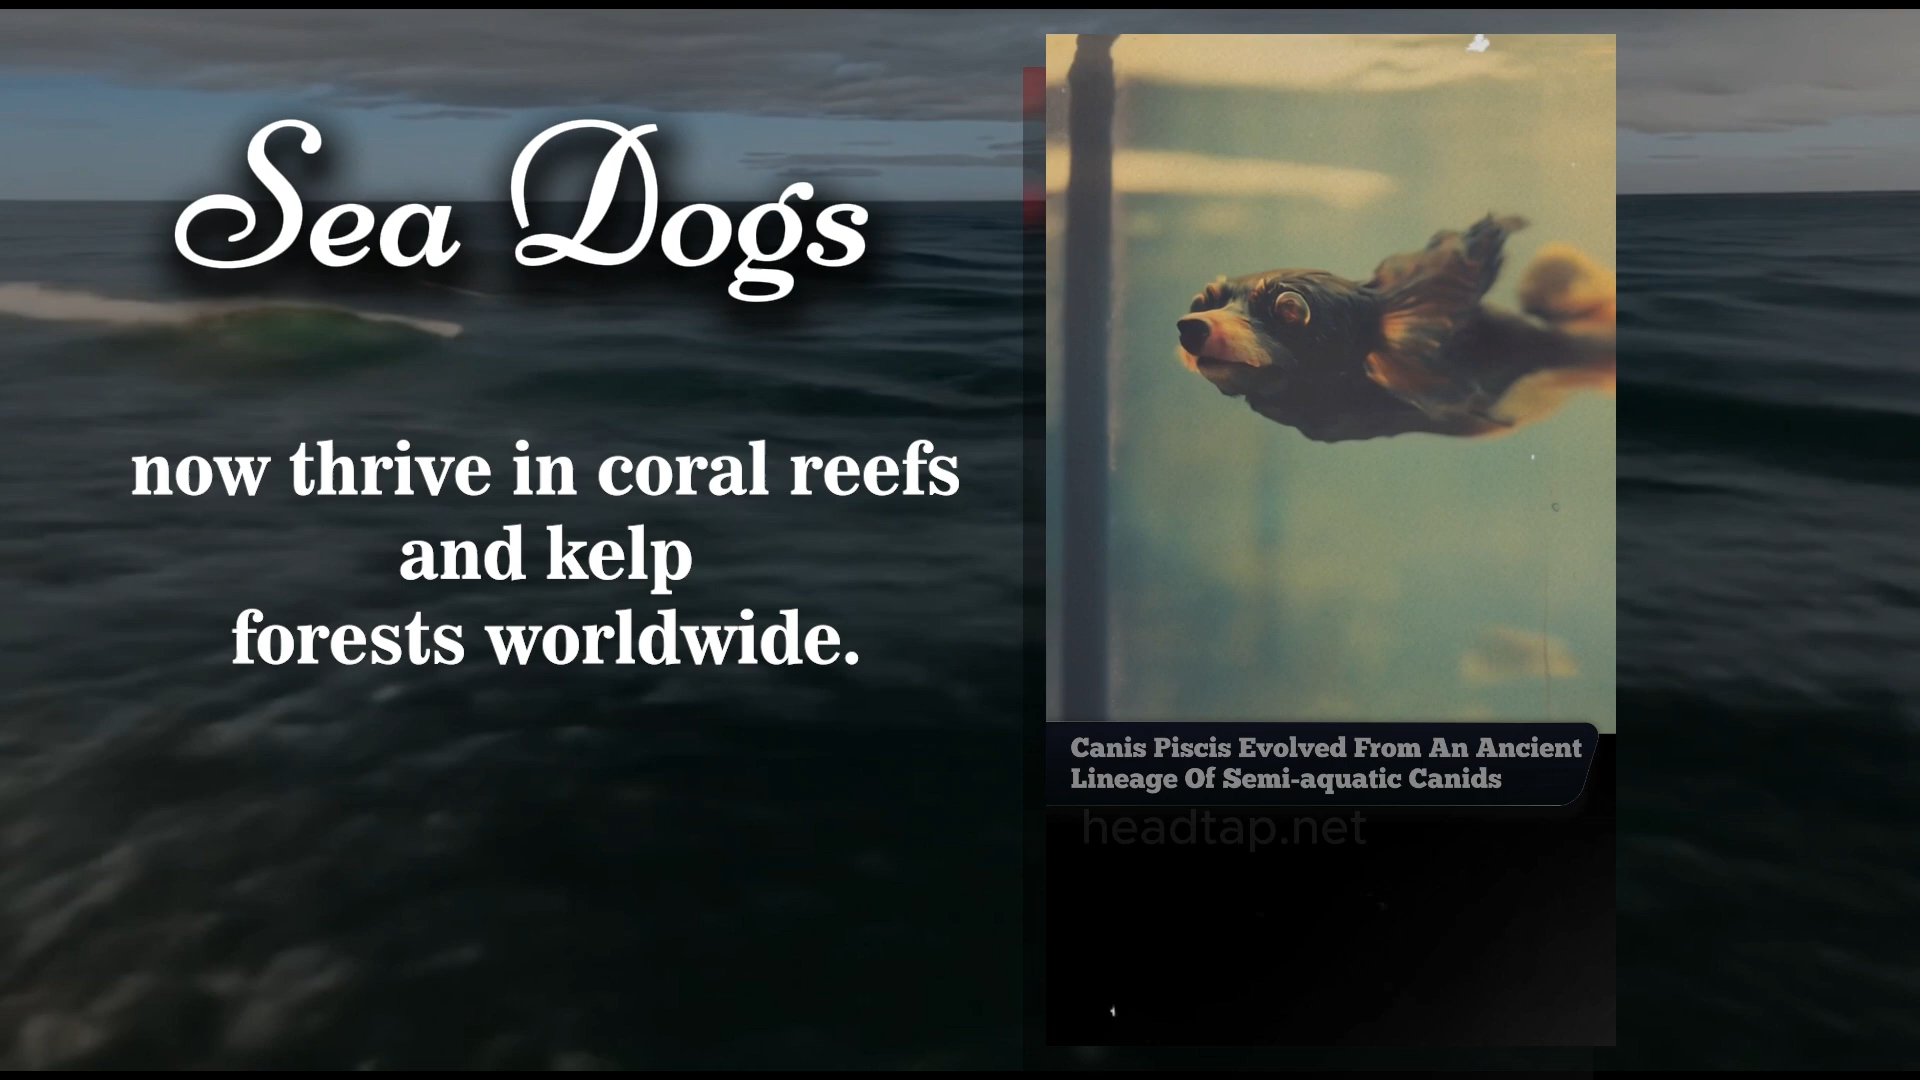 Sea Dogs
now thrive in coral reefs
and kelp
forests worldwide.
Canis Piscis Evolved From An Ancient
Lineage Of Semi-aquatic Canids
headtap.net